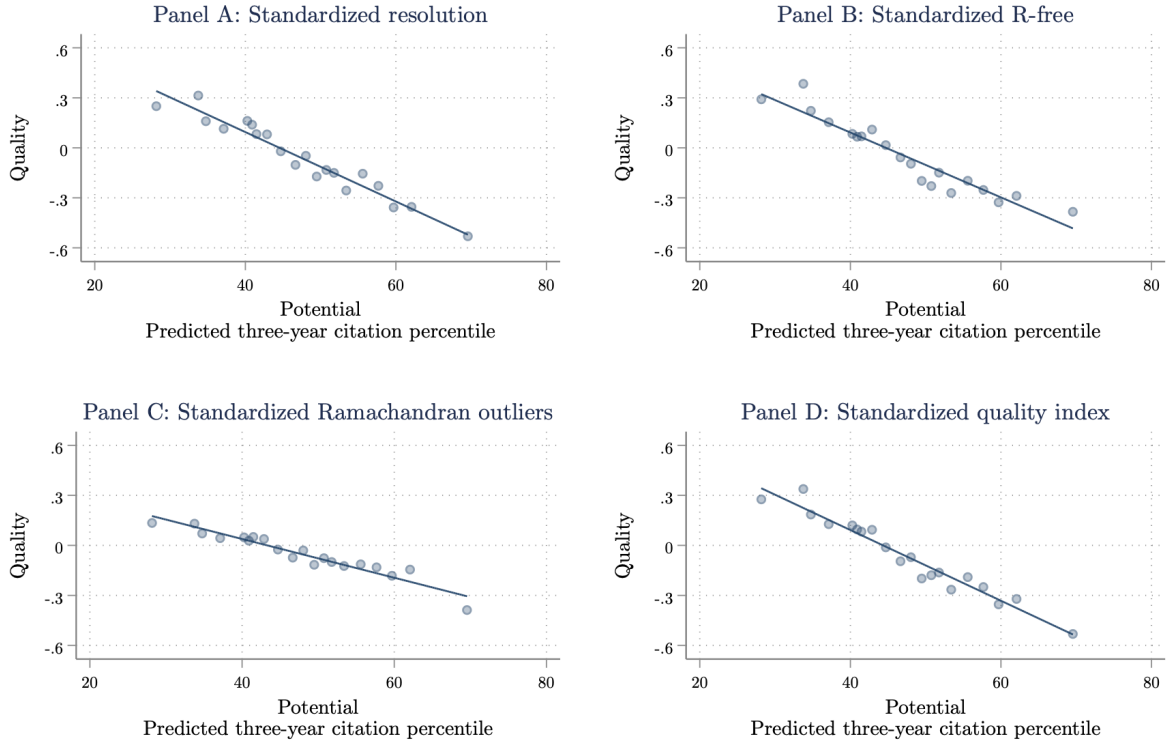 Panel A: Standardized resolution
Quality
.6
.3
0
-.3
-.6
20 40 60 80
Potential
Predicted three-year citation percentile
Panel B: Standardized R-free
Quality
.6
.3
0
-.3
-.6
20 40 60 80
Potential
Predicted three-year citation percentile
Panel C: Standardized Ramachandran outliers
Quality
.6
.3
0
-.3
-.6
20 40 60 80
Potential
Predicted three-year citation percentile
Panel D: Standardized quality index
Quality
.6
.3
0
-.3
-.6
20 40 60 80
Potential
Predicted three-year citation percentile